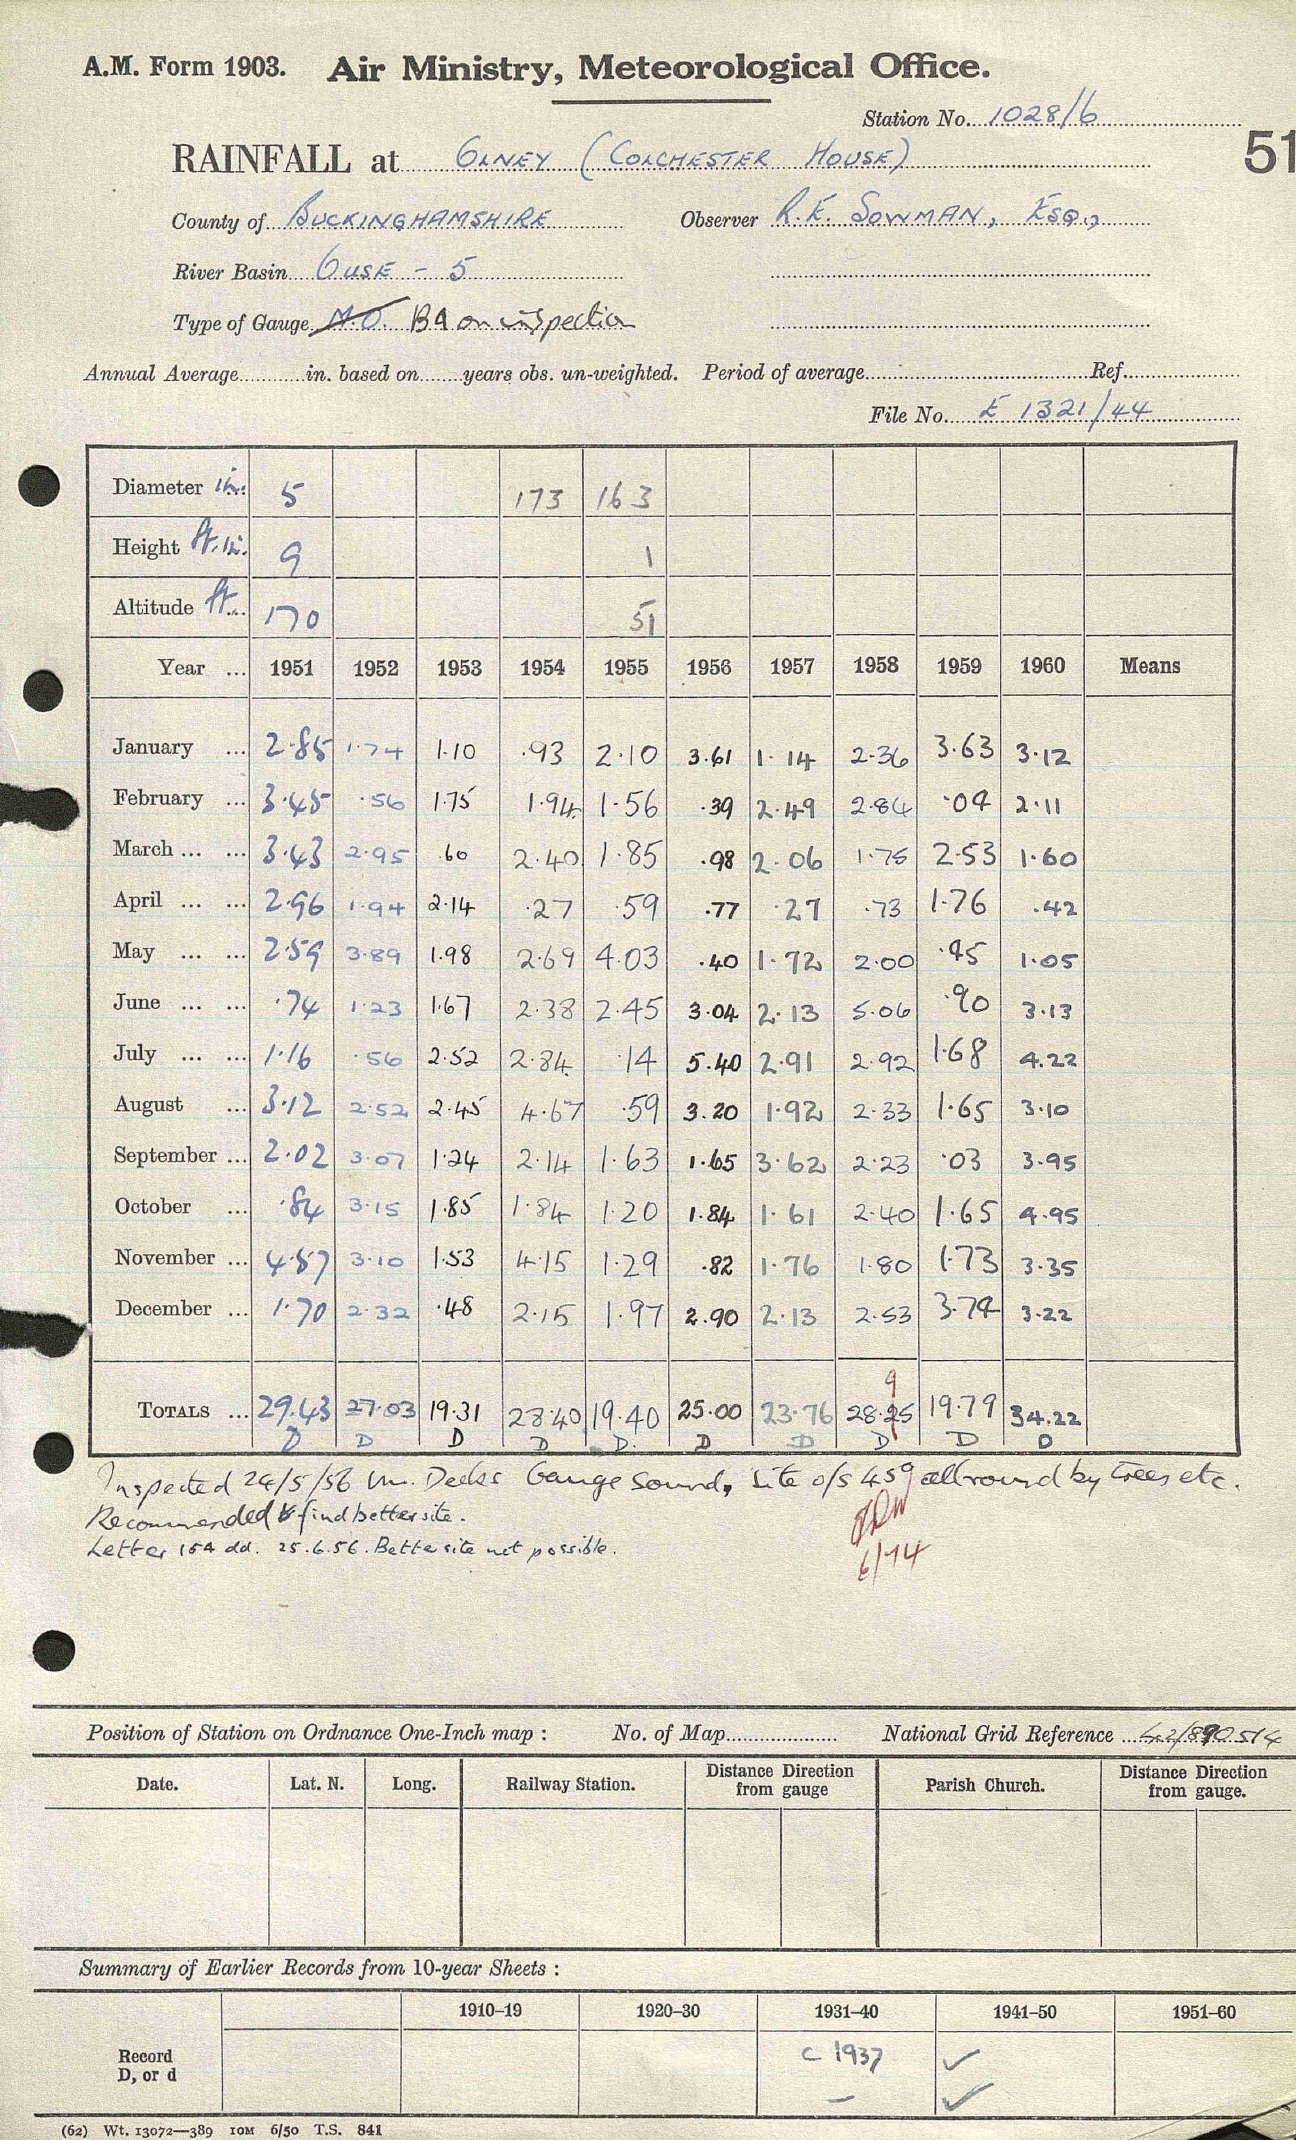 A.M. Form 1903. Air Ministry, Meteorological Office.
Station No. 1028/6
51
RAINFALL at OLNEY (COLCHESTER HOUSE)
County of BUCKINGHAMSHIRE Observer R.E. SOWMAN, ESQ.,
River Basin OUSE - 5
Type of Gauge M.O. B4 on inspection
Annual Average in. based on years obs. un-weighted. Period of average Ref.
File No. E 1321/44
Diameter in. 5 173 163
Height ft. in. 9 1
Altitude ft. 170 51
Year ... 1951 1952 1953 1954 1955 1956 1957 1958 1959 1960 Means
January ... 2.85 1.74 1.10 .93 2.10 3.61 1.14 2.36 3.63 3.12
February ... 3.45 .56 1.75 1.94 1.56 .39 2.49 2.84 .04 2.11
March ... ... 3.43 2.95 .60 2.40 1.85 .98 2.06 1.75 2.53 1.60
April ... ... 2.96 1.94 2.14 .27 .59 .77 .27 .73 1.76 .42
May ... ... 2.59 3.89 1.98 2.69 4.03 .40 1.72 2.00 .45 1.05
June ... ... .74 1.23 1.67 2.38 2.45 3.04 2.13 5.06 .90 3.13
July ... ... 1.16 .56 2.52 2.84 .14 5.40 2.91 2.92 1.68 4.22
August ... 3.12 2.52 2.45 4.67 .59 3.20 1.92 2.33 1.65 3.10
September ... 2.02 3.07 1.24 2.14 1.63 1.65 3.62 2.23 .03 3.95
October ... .84 3.15 1.85 1.84 1.20 1.84 1.61 2.40 1.65 4.95
November ... 4.57 3.10 1.53 4.15 1.29 .82 1.76 1.80 1.73 3.35
December ... 1.70 2.32 .48 2.15 1.97 2.90 2.13 2.53 3.74 3.22
9
TOTALS ... 29.43 27.03 19.31 28.40 19.40 25.00 23.76 28.25 19.79 34.22
D D D D D. D D D D D
Inspected 24/5/56 Gauge sound, site o/s 45° all round by trees etc.
Recommended to find better site.
Letter 154 dd. 25.6.56. Better site not possible.
6/74
Position of Station on Ordnance One-Inch map : No. of Map National Grid Reference 42/890514
Date. Lat. N. Long. Railway Station. Distance Direction from gauge Parish Church. Distance Direction from gauge.
Summary of Earlier Records from 10-year Sheets :
1910–19 1920–30 1931–40 1941–50 1951–60
Record
D, or d
C 1937 ✓
– ✓
(62) Wt. 13072—389 10M 6/50 T.S. 841